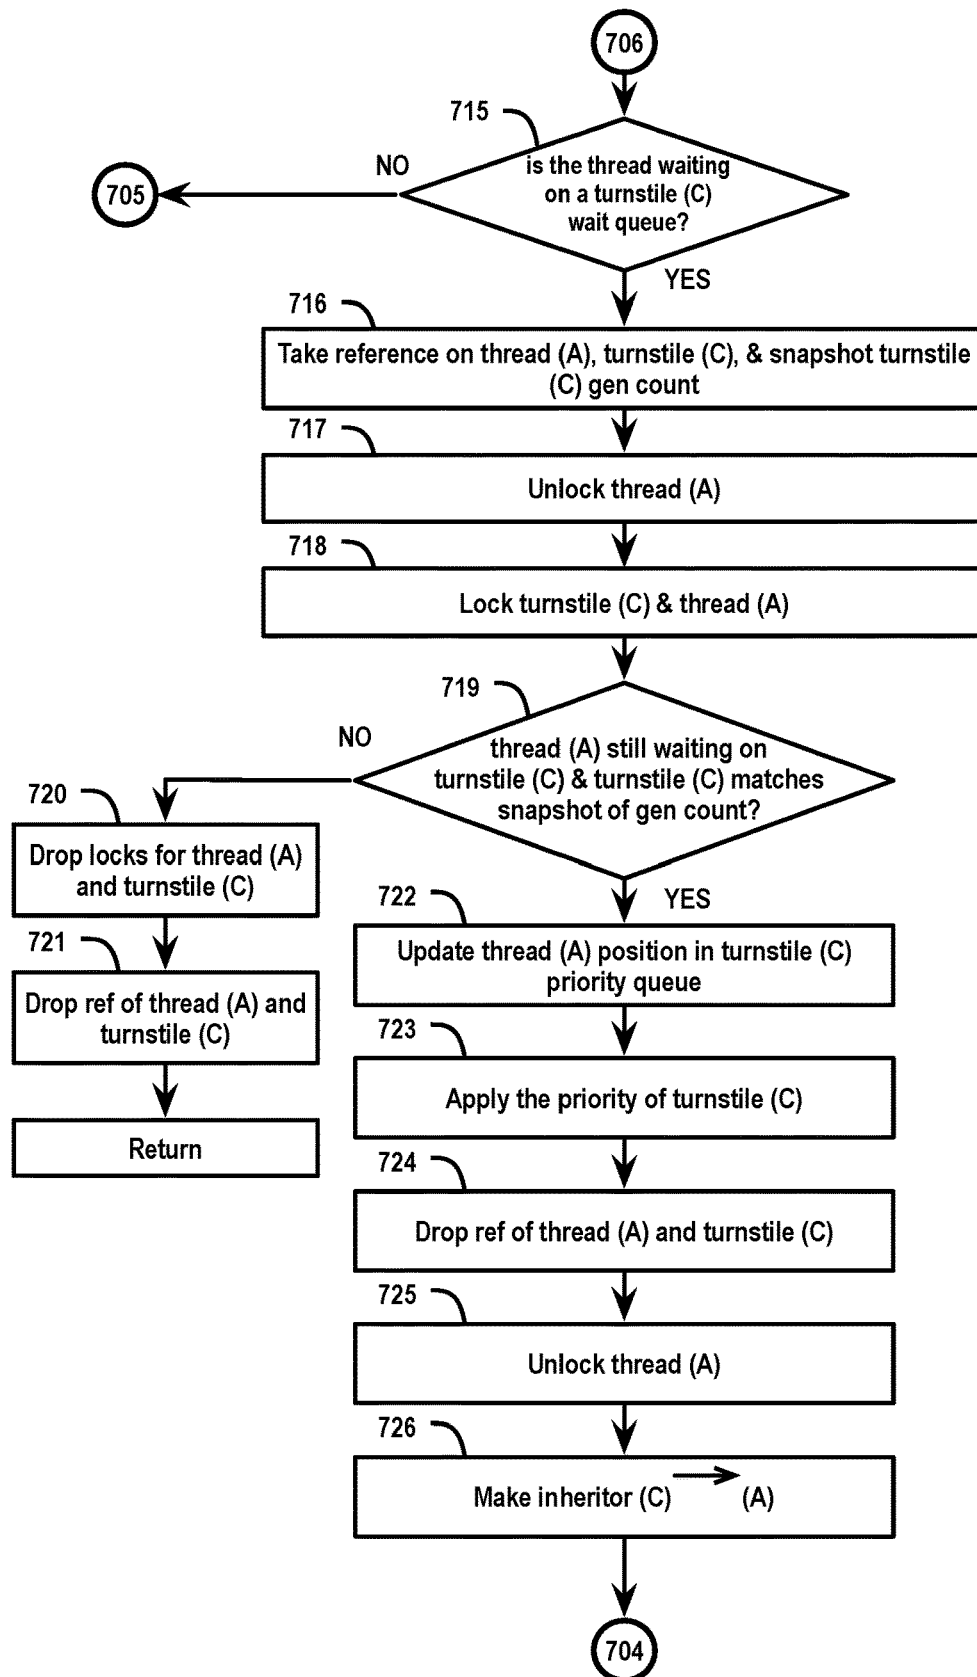 706
715
is the thread waiting
on a turnstile (C)
wait queue?
NO
705
YES
716
Take reference on thread (A), turnstile (C), & snapshot turnstile
(C) gen count
717
Unlock thread (A)
718
Lock turnstile (C) & thread (A)
719
thread (A) still waiting on
turnstile (C) & turnstile (C) matches
snapshot of gen count?
NO
720
Drop locks for thread (A)
and turnstile (C)
721
Drop ref of thread (A) and
turnstile (C)
Return
YES
722
Update thread (A) position in turnstile (C)
priority queue
723
Apply the priority of turnstile (C)
724
Drop ref of thread (A) and turnstile (C)
725
Unlock thread (A)
726
Make inheritor (C) → (A)
704